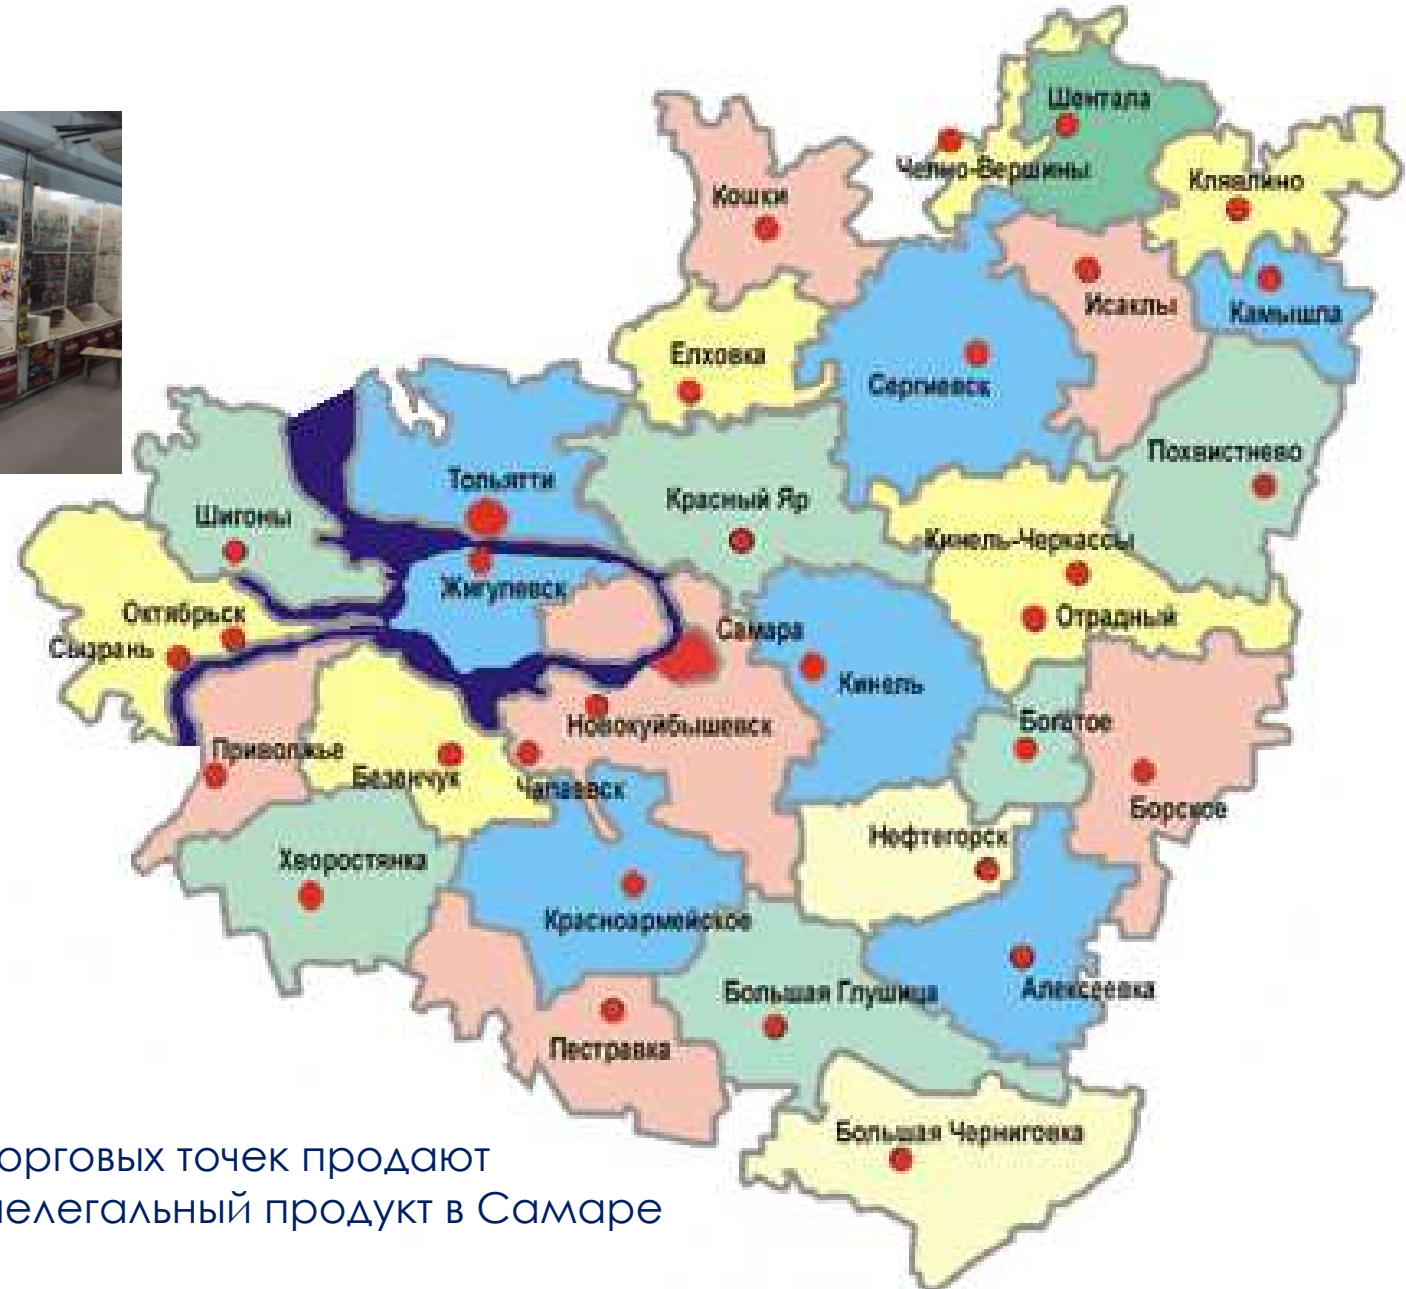 Шентала
Челно-Вершины
Клявлино
Кошки
Исаклы
Камышла
Елховка
Сергиевск
Похвистнево
Тольятти
Красный Яр
Шигоны
Кинель-Черкассы
Жигулевск
Октябрьск
Отрадный
Самара
Сызрань
Кинель
Новокуйбышевск
Богатое
Приволжье
Безенчук
Чапаевск
Борское
Нефтегорск
Хворостянка
Красноармейское
Большая Глушица
Алексеевка
Пестравка
Большая Черниговка
орговых точек продают
нелегальный продукт в Самаре